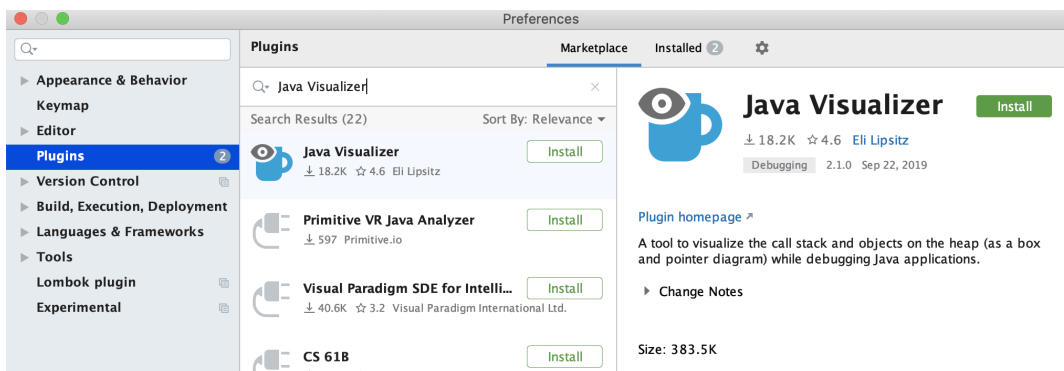 Preferences
Plugins
Marketplace
Installed 2
Appearance & Behavior
Keymap
Editor
Plugins 2
Version Control
Build, Execution, Deployment
Languages & Frameworks
Tools
Lombok plugin
Experimental
Java Visualizer
Search Results (22) Sort By: Relevance
Java Visualizer Install
18.2K 4.6 Eli Lipsitz
Primitive VR Java Analyzer Install
597 Primitive.io
Visual Paradigm SDE for Intelli... Install
40.6K 3.2 Visual Paradigm International Ltd.
CS 61B Install
Java Visualizer Install
18.2K 4.6 Eli Lipsitz
Debugging 2.1.0 Sep 22, 2019
Plugin homepage
A tool to visualize the call stack and objects on the heap (as a box
and pointer diagram) while debugging Java applications.
Change Notes
Size: 383.5K